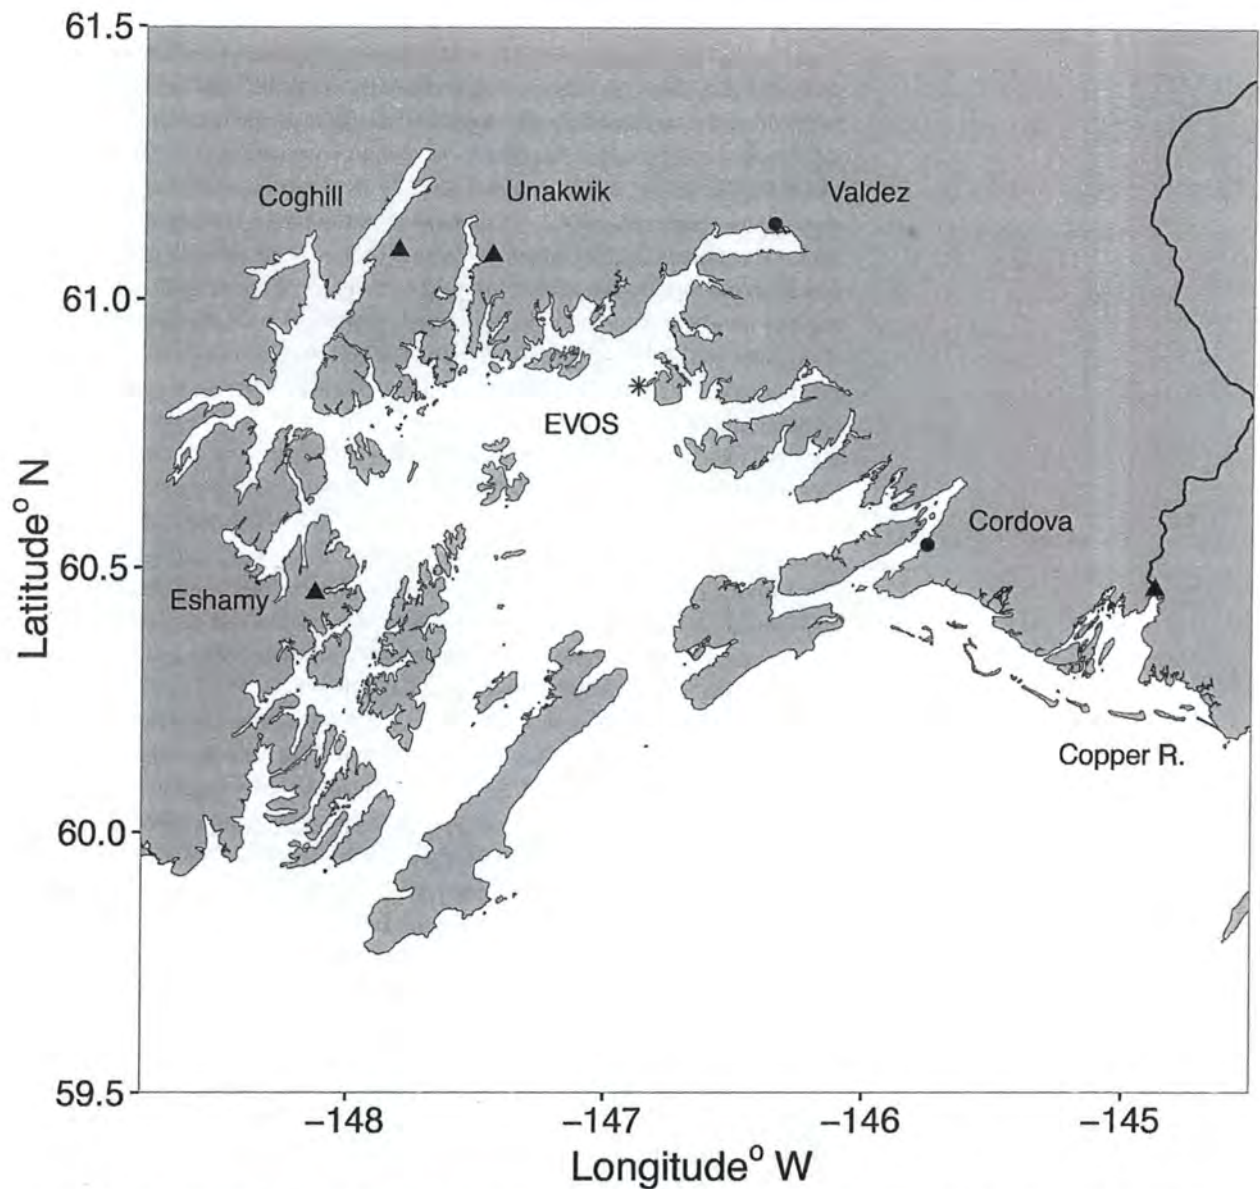 61.5
Coghill
Unakwik
Valdez
61.0
EVOS
Cordova
60.5
Eshamy
Copper R.
60.0
59.5
−148
−147
−146
−145
Latitude° N
Longitude° W